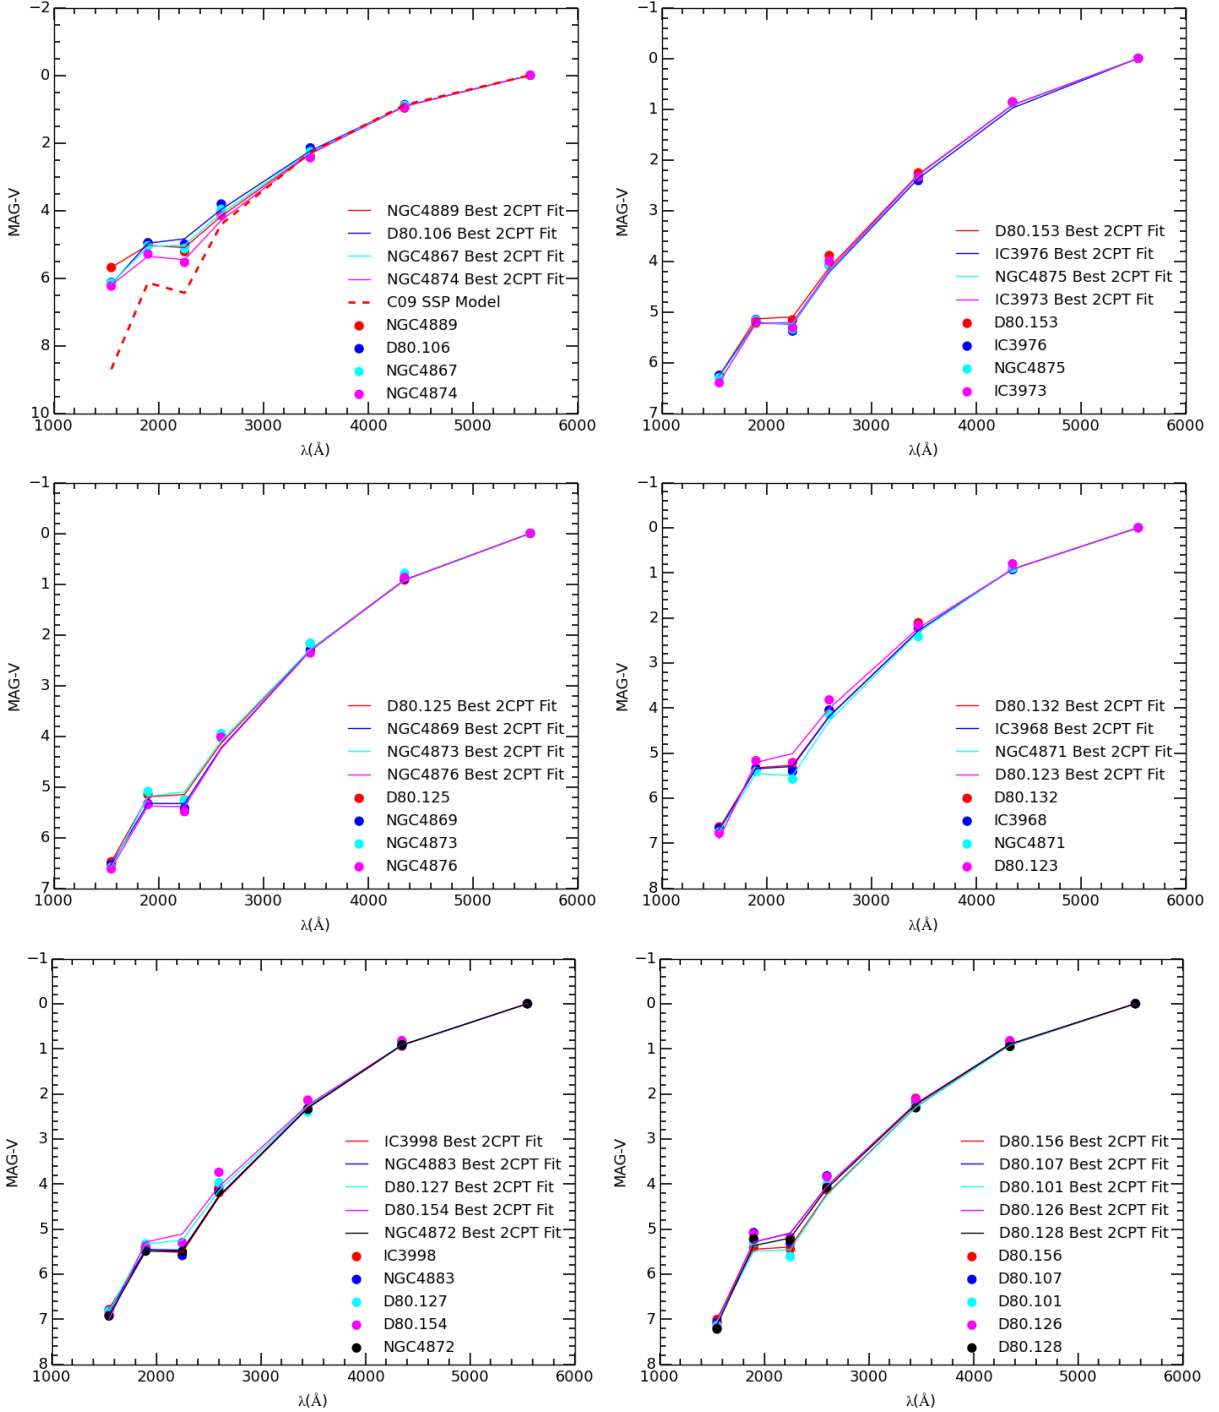 −2
0
2
4
6
8
10
MAG-V
1000 2000 3000 4000 5000 6000
λ(Å)
NGC4889 Best 2CPT Fit
D80.106 Best 2CPT Fit
NGC4867 Best 2CPT Fit
NGC4874 Best 2CPT Fit
C09 SSP Model
NGC4889
D80.106
NGC4867
NGC4874
−1
0
1
2
3
4
5
6
7
MAG-V
1000 2000 3000 4000 5000 6000
λ(Å)
D80.153 Best 2CPT Fit
IC3976 Best 2CPT Fit
NGC4875 Best 2CPT Fit
IC3973 Best 2CPT Fit
D80.153
IC3976
NGC4875
IC3973
−1
0
1
2
3
4
5
6
7
MAG-V
1000 2000 3000 4000 5000 6000
λ(Å)
D80.125 Best 2CPT Fit
NGC4869 Best 2CPT Fit
NGC4873 Best 2CPT Fit
NGC4876 Best 2CPT Fit
D80.125
NGC4869
NGC4873
NGC4876
−1
0
1
2
3
4
5
6
7
8
MAG-V
1000 2000 3000 4000 5000 6000
λ(Å)
D80.132 Best 2CPT Fit
IC3968 Best 2CPT Fit
NGC4871 Best 2CPT Fit
D80.123 Best 2CPT Fit
D80.132
IC3968
NGC4871
D80.123
−1
0
1
2
3
4
5
6
7
8
MAG-V
1000 2000 3000 4000 5000 6000
λ(Å)
IC3998 Best 2CPT Fit
NGC4883 Best 2CPT Fit
D80.127 Best 2CPT Fit
D80.154 Best 2CPT Fit
NGC4872 Best 2CPT Fit
IC3998
NGC4883
D80.127
D80.154
NGC4872
−1
0
1
2
3
4
5
6
7
8
MAG-V
1000 2000 3000 4000 5000 6000
λ(Å)
D80.156 Best 2CPT Fit
D80.107 Best 2CPT Fit
D80.101 Best 2CPT Fit
D80.126 Best 2CPT Fit
D80.128 Best 2CPT Fit
D80.156
D80.107
D80.101
D80.126
D80.128